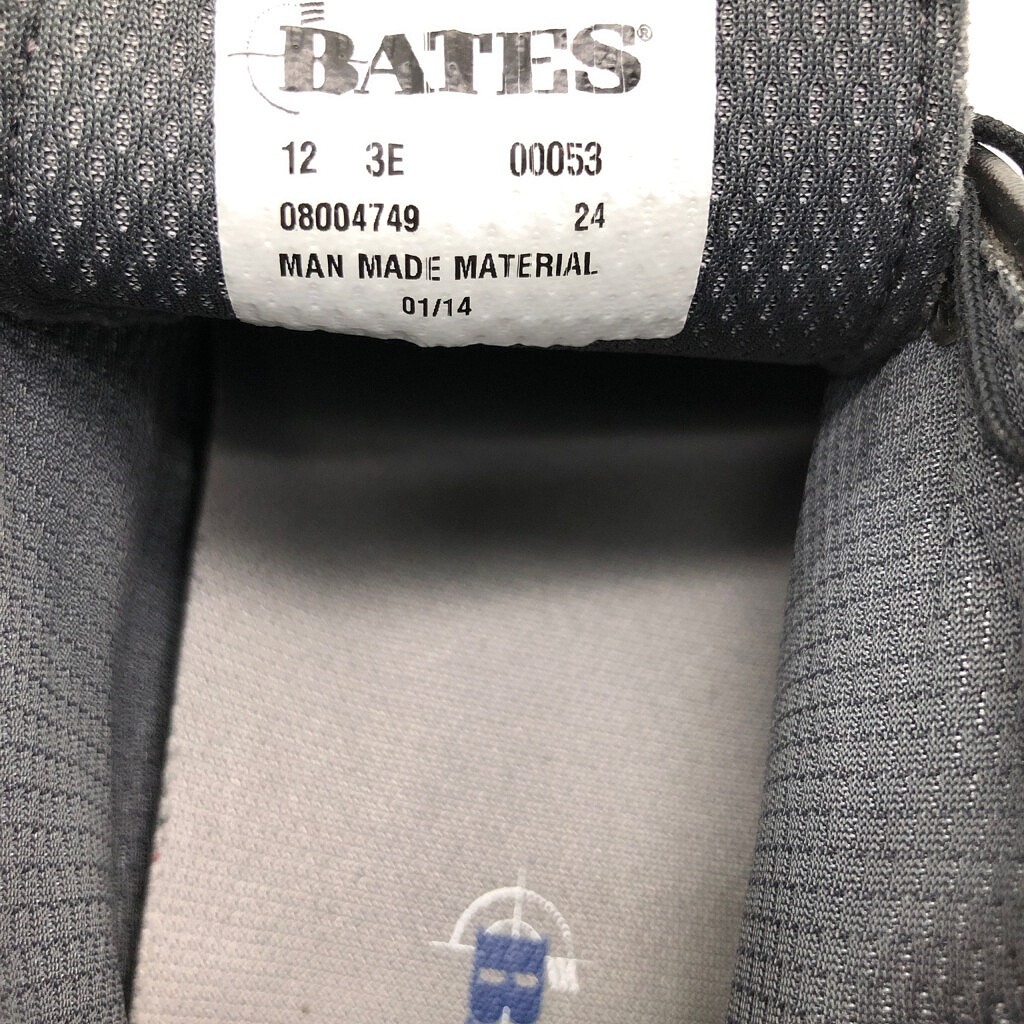 BATES®
12 3E 00053
08004749 24
MAN MADE MATERIAL
01/14